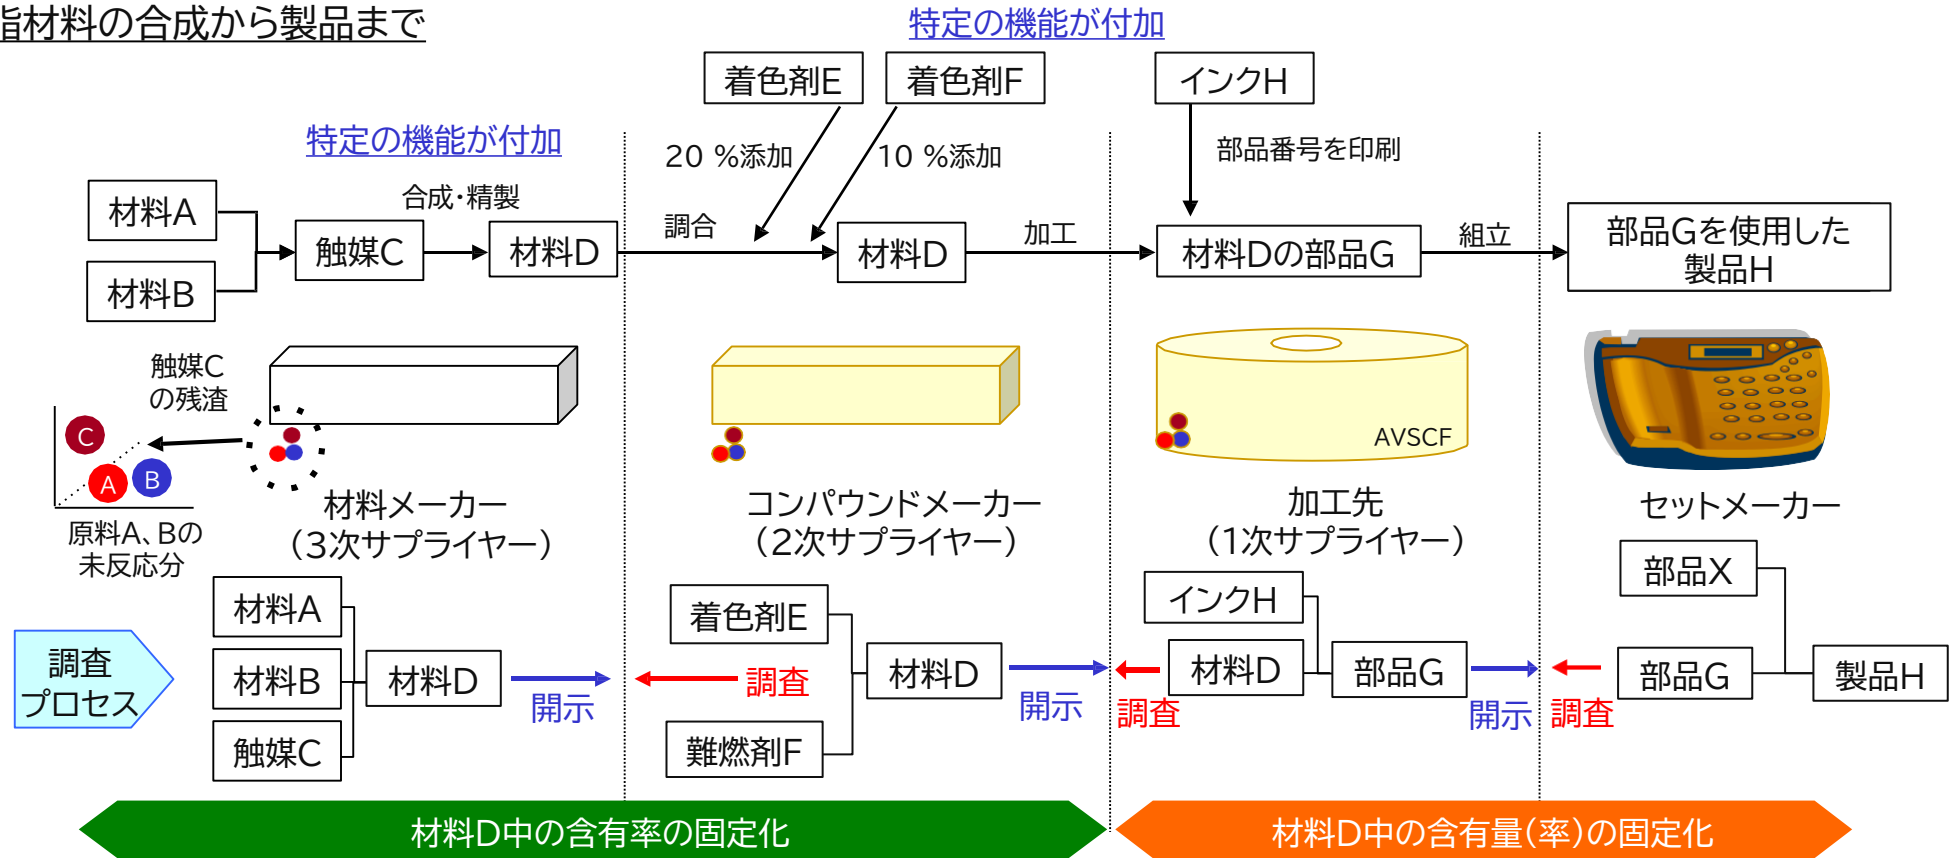 脂材料の合成から製品まで
特定の機能が付加
着色剤E
着色剤F
インクH
特定の機能が付加
20 %添加
10 %添加
部品番号を印刷
材料A
材料B
触媒C
合成・精製
材料D
調合
材料D
加工
材料Dの部品G
組立
部品Gを使用した
製品H
触媒C
の残渣
C
A
B
原料A、Bの
未反応分
AVSCF
材料メーカー
（3次サプライヤー）
コンパウンドメーカー
（2次サプライヤー）
加工先
（1次サプライヤー）
セットメーカー
調査
プロセス
材料A
材料B
触媒C
材料D
開示
調査
着色剤E
難燃剤F
材料D
開示
調査
インクH
材料D
部品G
開示
調査
部品X
部品G
製品H
材料D中の含有率の固定化
材料D中の含有量（率）の固定化